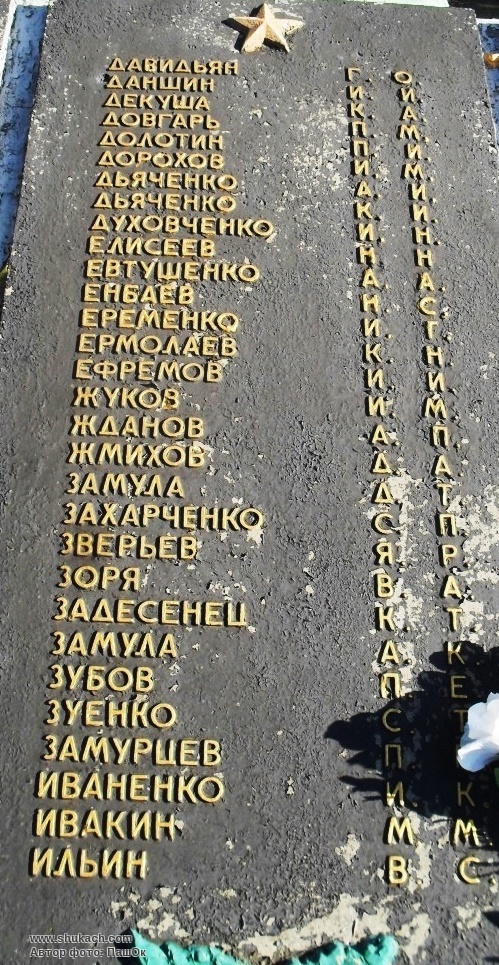 ДАВИДЬЯН Г. О.
ДАНШИН И. И.
ДЕКУША К. А.
ДОВГАРЬ П. М.
ДОЛОТИН П. И.
ДОРОХОВ И. М.
ДЬЯЧЕНКО А. И.
ДЬЯЧЕНКО К. И.
ДУХОВЧЕНКО И. Н.
ЕЛИСЕЕВ Н. Н.
ЕВТУШЕНКО А. А.
ЕНБАЕВ Н. С.
ЕРЕМЕНКО И. Г.
ЕРМОЛАЕВ К. Н.
ЕФРЕМОВ И. И.
ЖУКОВ И. М.
ЖДАНОВ А. П.
ЖМИХОВ Д. А.
ЗАМУЛА Д. Т.
ЗАХАРЧЕНКО С. П.
ЗВЕРЬЕВ Я. Р.
ЗОРЯ В. А.
ЗАДЕСЕНЕЦ К. Т.
ЗАМУЛА А. К.
ЗУБОВ П. Е.
ЗУЕНКО С. Т.
ЗАМУРЦЕВ П.
ИВАНЕНКО И. К.
ИВАКИН М. М.
ИЛЬИН В. С.
www.shukach.com
Автор фото: ПашОк